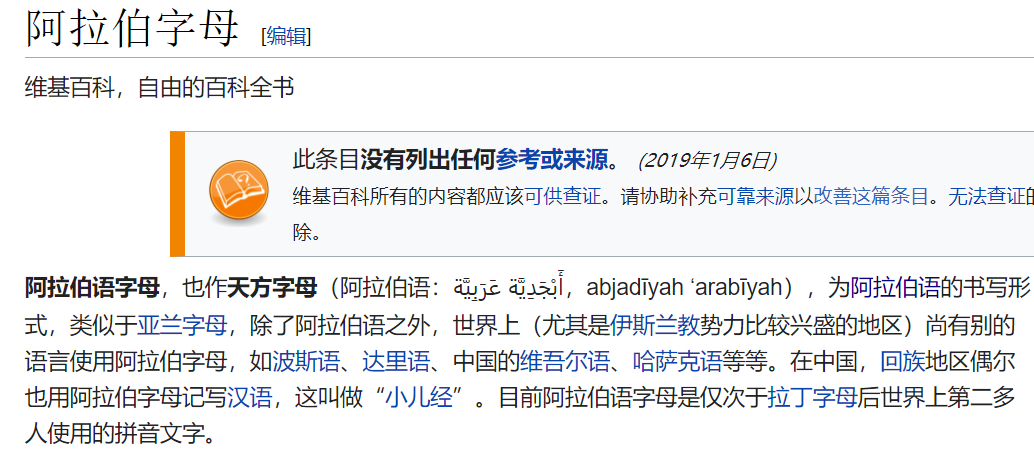 阿拉伯字母 [编辑]
维基百科，自由的百科全书
此条目没有列出任何参考或来源。 (2019年1月6日)
维基百科所有的内容都应该可供查证。请协助补充可靠来源以改善这篇条目。无法查证的
除。
阿拉伯语字母，也作天方字母（阿拉伯语：أَبْجَدِيَّة عَرَبِيَّة，abjadīyah ‘arabīyah），为阿拉伯语的书写形
式，类似于亚兰字母，除了阿拉伯语之外，世界上（尤其是伊斯兰教势力比较兴盛的地区）尚有别的
语言使用阿拉伯字母，如波斯语、达里语、中国的维吾尔语、哈萨克语等等。在中国，回族地区偶尔
也用阿拉伯字母记写汉语，这叫做“小儿经”。目前阿拉伯语字母是仅次于拉丁字母后世界上第二多
人使用的拼音文字。